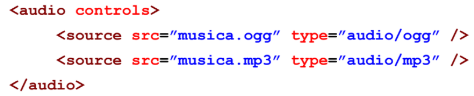 <audio controls>
<source src=”musica.ogg” type=”audio/ogg” />
<source src=”musica.mp3” type=”audio/mp3” />
</audio>